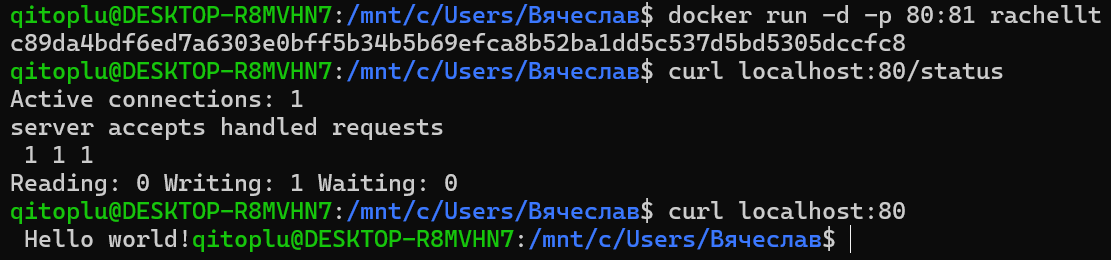 qitoplu@DESKTOP-R8MVHN7:/mnt/c/Users/Вячеслав$ docker run -d -p 80:81 rachellt
c89da4bdf6ed7a6303e0bff5b34b5b69efca8b52ba1dd5c537d5bd5305dccfc8
qitoplu@DESKTOP-R8MVHN7:/mnt/c/Users/Вячеслав$ curl localhost:80/status
Active connections: 1
server accepts handled requests
 1 1 1
Reading: 0 Writing: 1 Waiting: 0
qitoplu@DESKTOP-R8MVHN7:/mnt/c/Users/Вячеслав$ curl localhost:80
 Hello world!qitoplu@DESKTOP-R8MVHN7:/mnt/c/Users/Вячеслав$